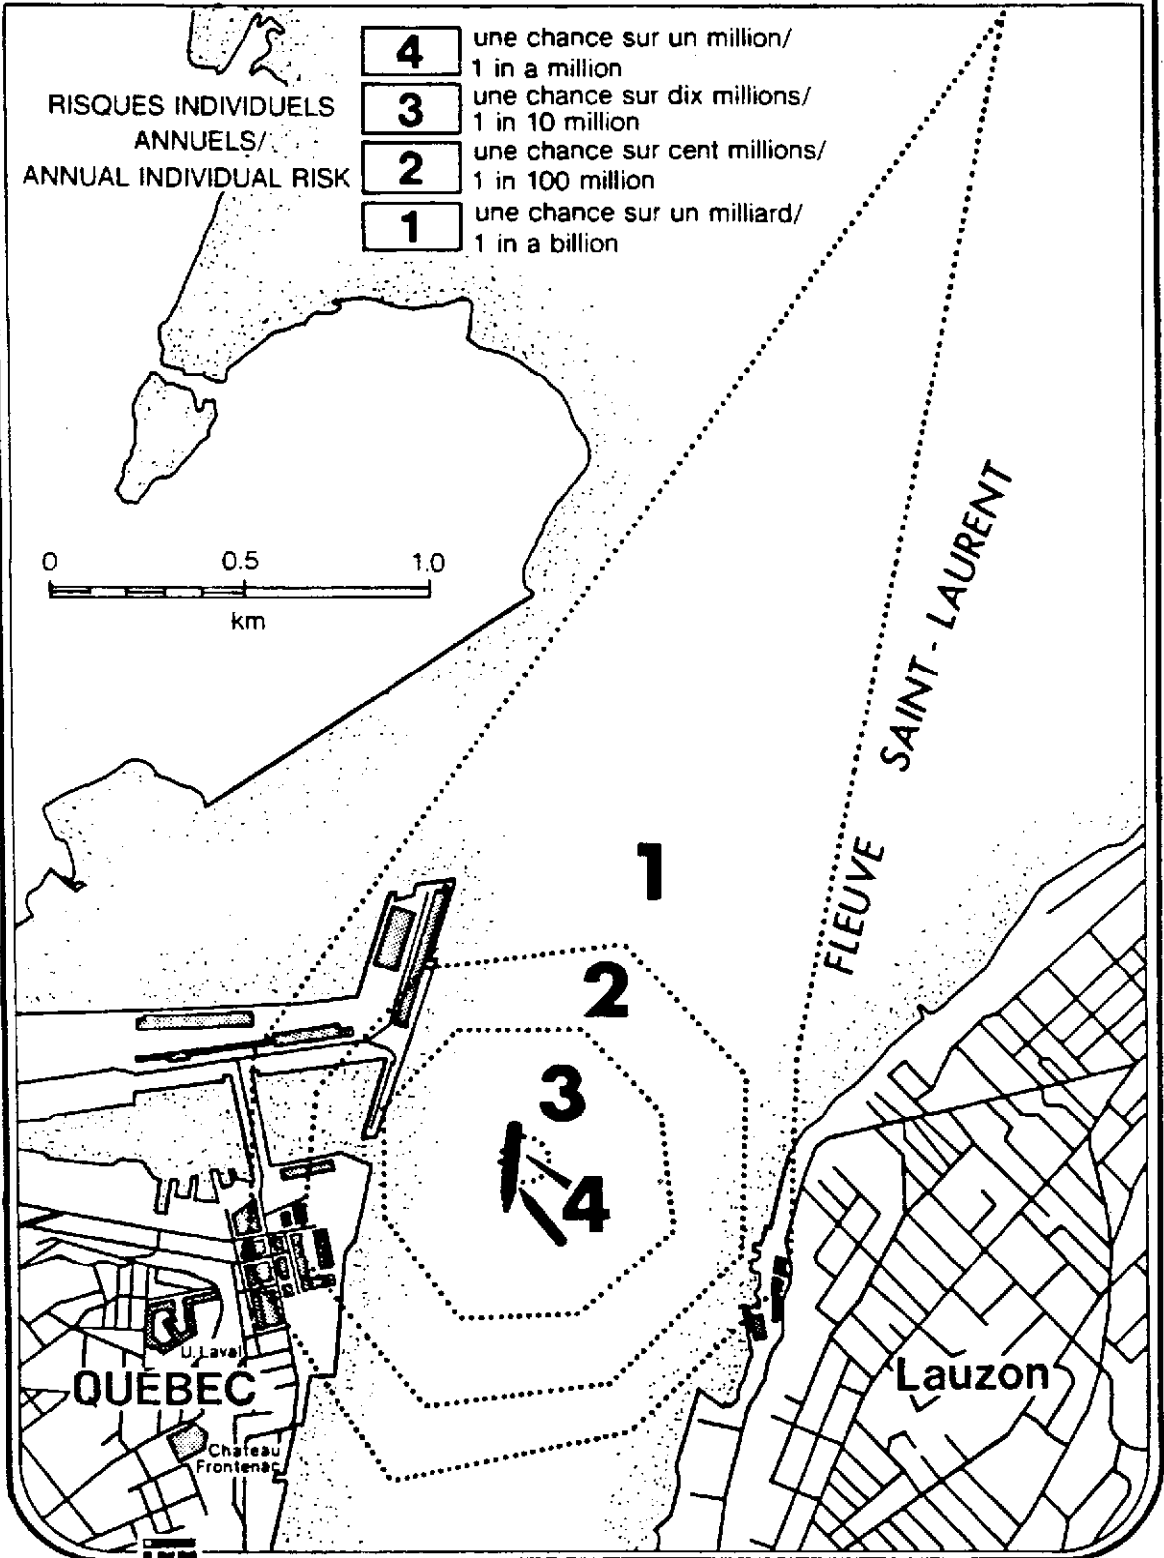 RISQUES INDIVIDUELS
ANNUELS/
ANNUAL INDIVIDUAL RISK
4 une chance sur un million/
1 in a million
3 une chance sur dix millions/
1 in 10 million
2 une chance sur cent millions/
1 in 100 million
1 une chance sur un milliard/
1 in a billion
0 0.5 1.0
km
FLEUVE SAINT-LAURENT
1
2
3
4
U. Laval
QUÉBEC
Lauzon
Chateau
Frontenac